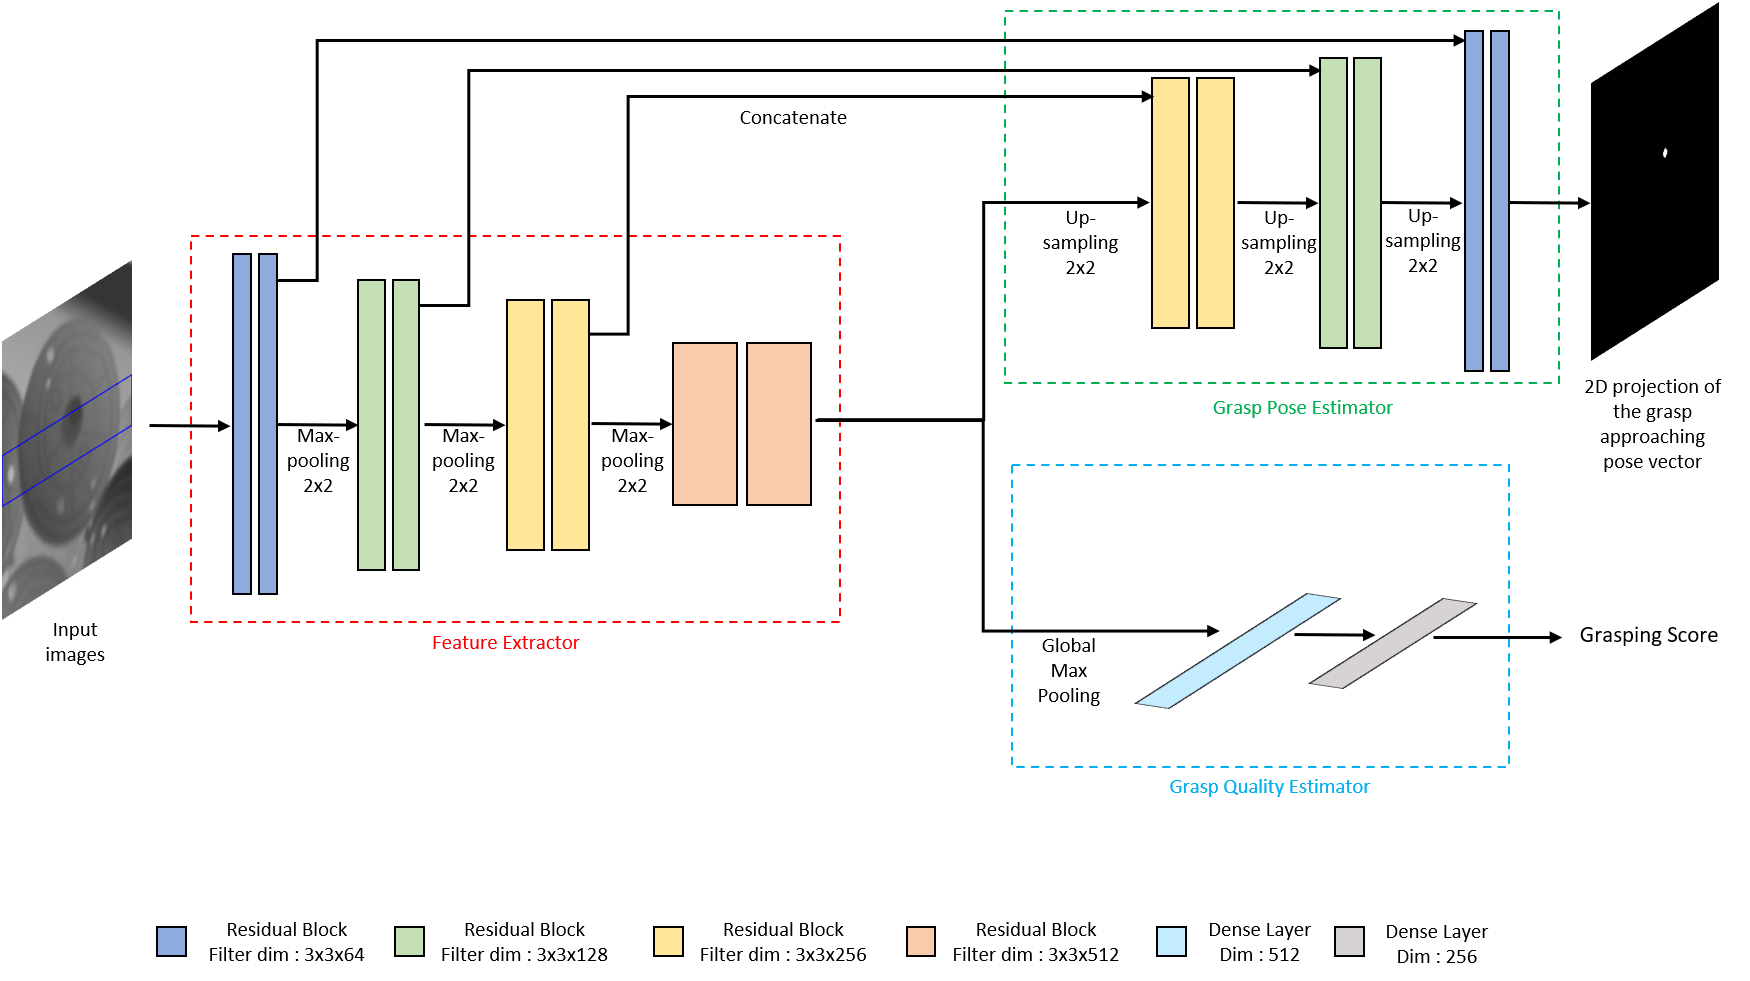 Concatenate
Up-
sampling
2x2
Up-
sampling
2x2
Up-
sampling
2x2
Grasp Pose Estimator
2D projection of
the grasp
approaching
pose vector
Max-
pooling
2x2
Max-
pooling
2x2
Max-
pooling
2x2
Input
images
Feature Extractor
Global
Max
Pooling
Grasping Score
Grasp Quality Estimator
Residual Block
Filter dim : 3x3x64
Residual Block
Filter dim : 3x3x128
Residual Block
Filter dim : 3x3x256
Residual Block
Filter dim : 3x3x512
Dense Layer
Dim : 512
Dense Layer
Dim : 256